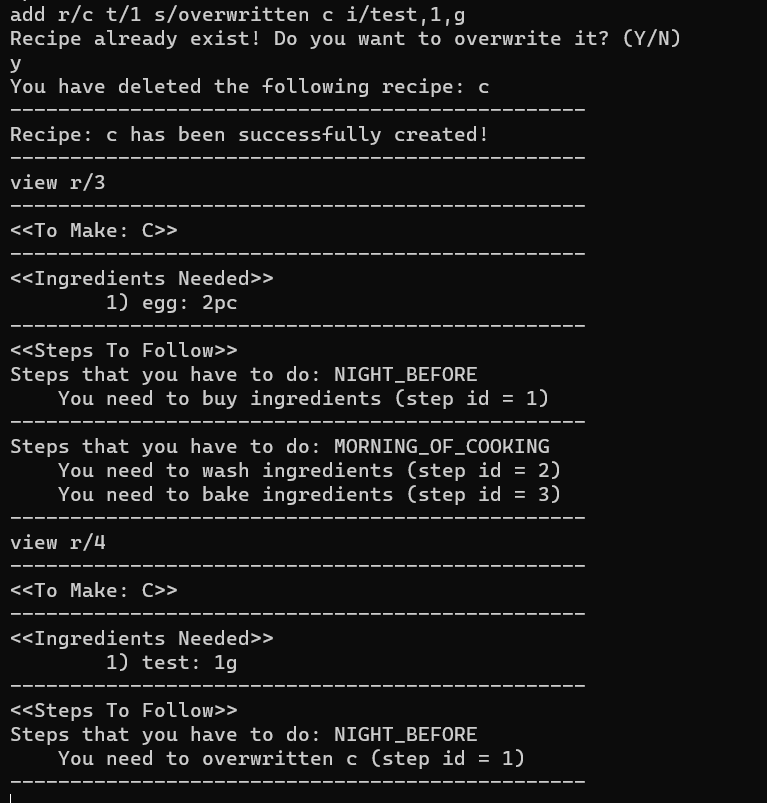 add r/c t/1 s/overwritten c i/test,1,g
Recipe already exist! Do you want to overwrite it? (Y/N)
y
You have deleted the following recipe: c
------------------------------------------------
Recipe: c has been successfully created!
------------------------------------------------
view r/3
------------------------------------------------
<<To Make: C>>
------------------------------------------------
<<Ingredients Needed>>
        1) egg: 2pc
------------------------------------------------
<<Steps To Follow>>
Steps that you have to do: NIGHT_BEFORE
    You need to buy ingredients (step id = 1)
------------------------------------------------
Steps that you have to do: MORNING_OF_COOKING
    You need to wash ingredients (step id = 2)
    You need to bake ingredients (step id = 3)
------------------------------------------------
view r/4
------------------------------------------------
<<To Make: C>>
------------------------------------------------
<<Ingredients Needed>>
        1) test: 1g
------------------------------------------------
<<Steps To Follow>>
Steps that you have to do: NIGHT_BEFORE
    You need to overwritten c (step id = 1)
------------------------------------------------